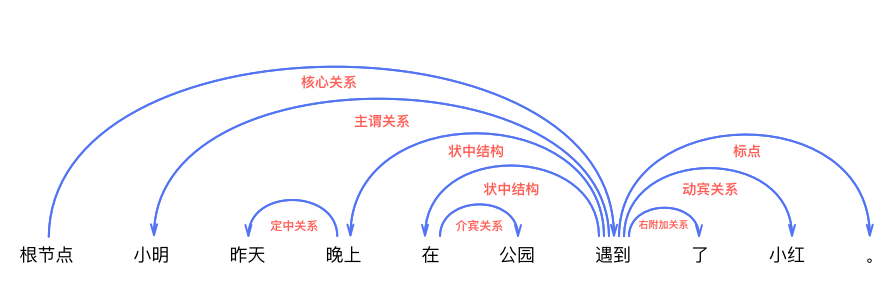 核心关系
主谓关系
状中结构 标点
状中结构 动宾关系
定中关系 介宾关系 右附加关系
根节点 小明 昨天 晚上 在 公园 遇到 了 小红 。